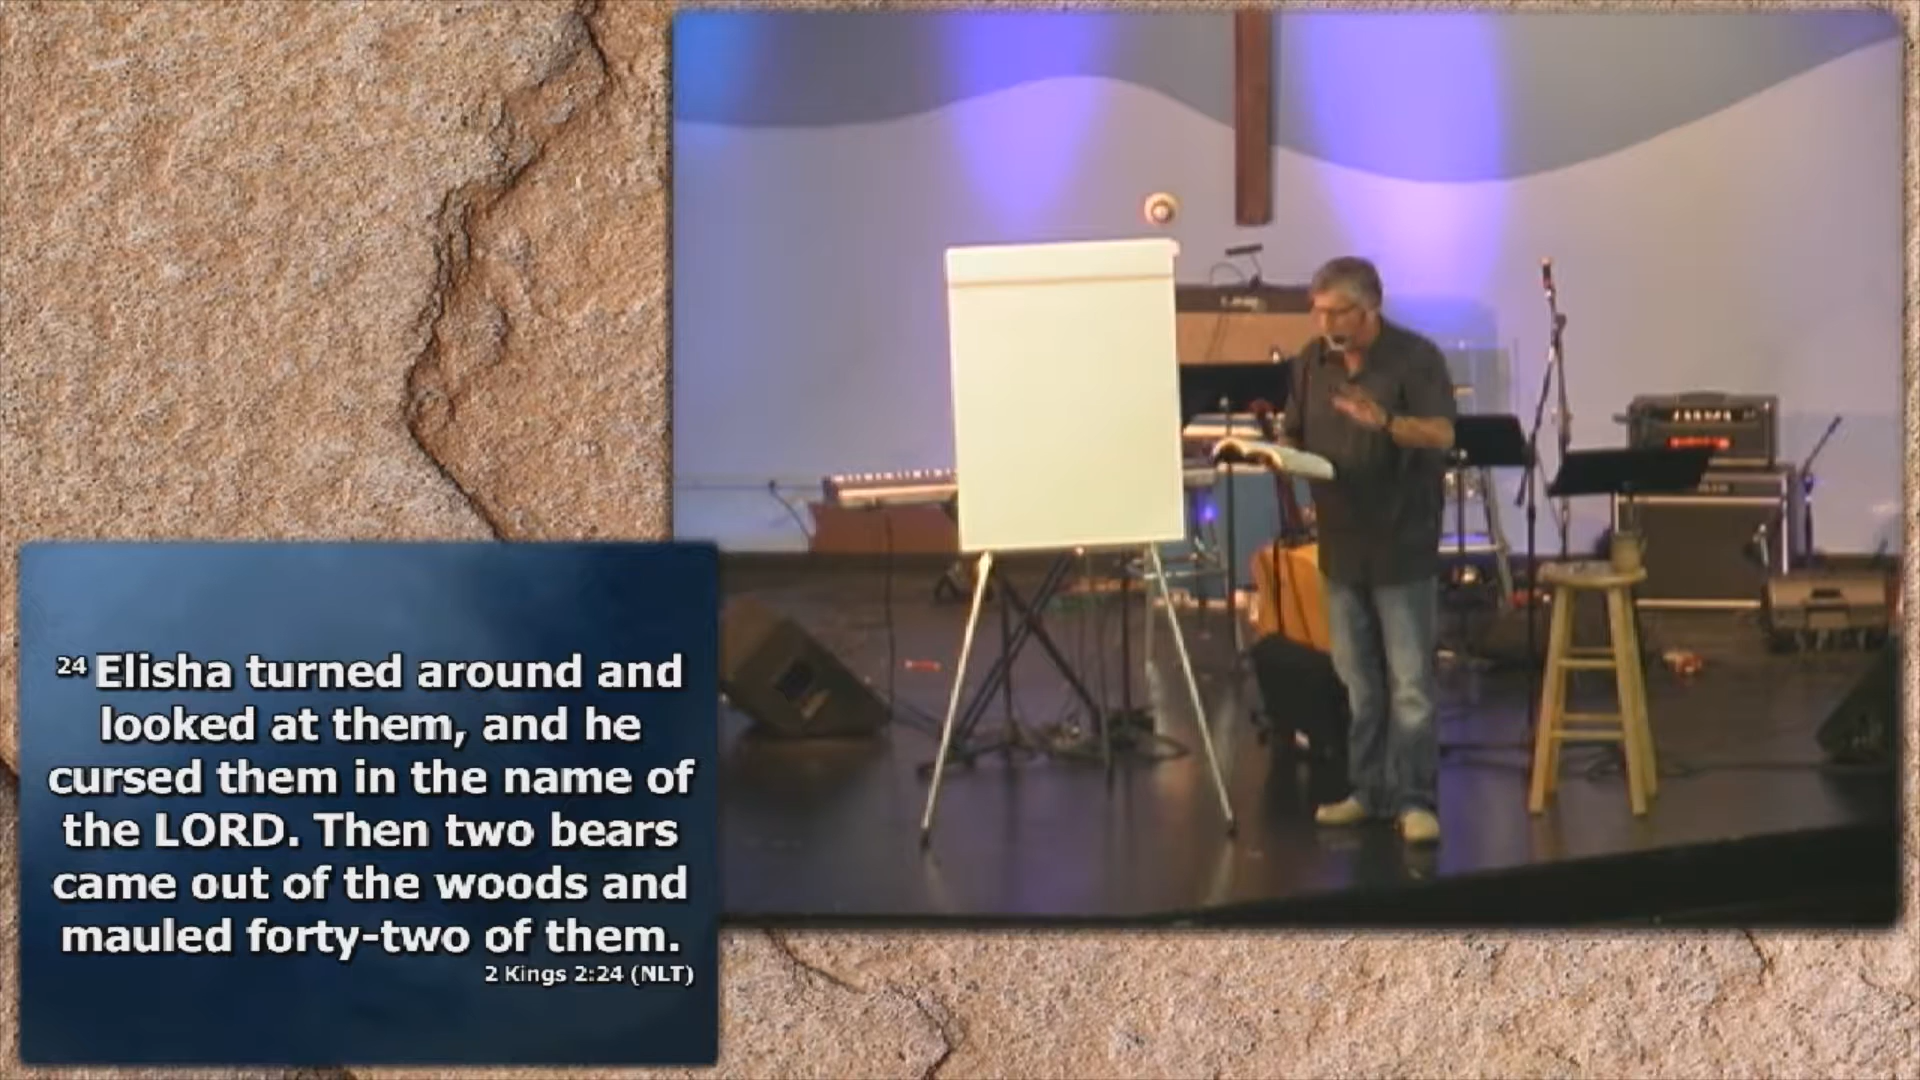 24 Elisha turned around and
looked at them, and he
cursed them in the name of
the LORD. Then two bears
came out of the woods and
mauled forty-two of them.
2 Kings 2:24 (NLT)